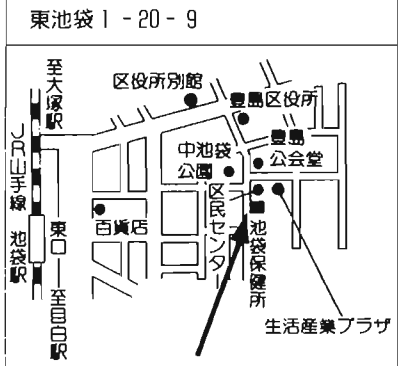 東池袋1-20-9
至大塚駅
区役所別館
豊島区役所
豊島
公会堂
中池袋
公園
JR山手線 池袋駅
東口
至目白駅
百貨店
区民センター
池袋保健所
生活産業プラザ